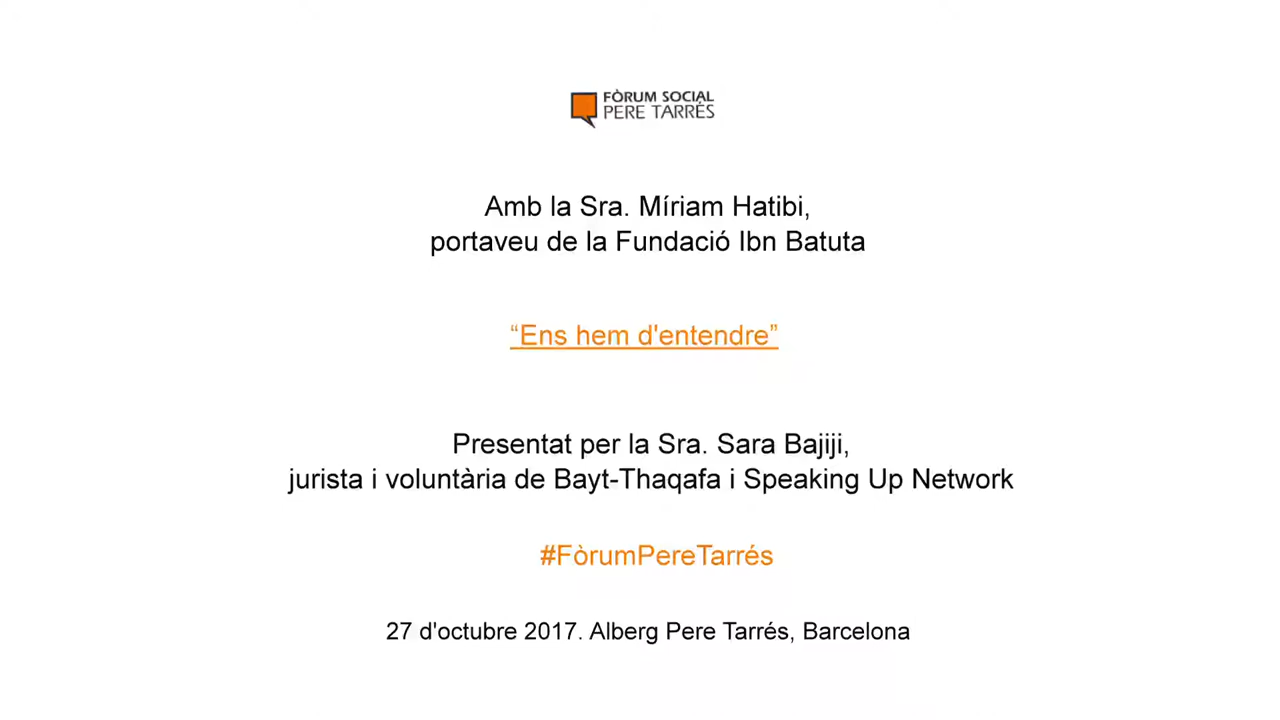 FÒRUM SOCIAL
PERE TARRÉS
Amb la Sra. Míriam Hatibi,
portaveu de la Fundació Ibn Batuta
“Ens hem d'entendre”
Presentat per la Sra. Sara Bajiji,
jurista i voluntària de Bayt-Thaqafa i Speaking Up Network
#FòrumPereTarrés
27 d'octubre 2017. Alberg Pere Tarrés, Barcelona